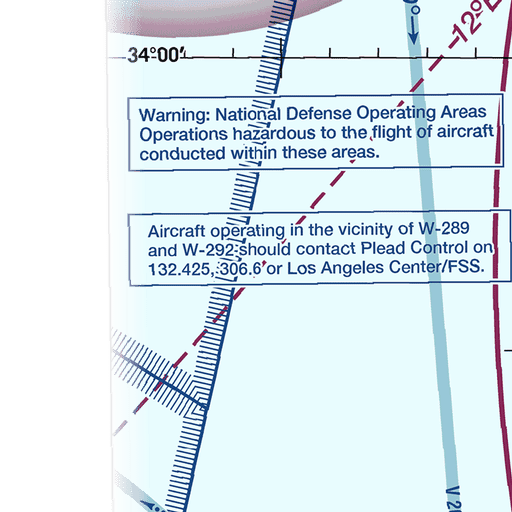 -12°E
34°00'
Warning: National Defense Operating Areas
Operations hazardous to the flight of aircraft
conducted within these areas.
Aircraft operating in the vicinity of W-289
and W-292 should contact Plead Control on
132.425, 306.6 or Los Angeles Center/FSS.